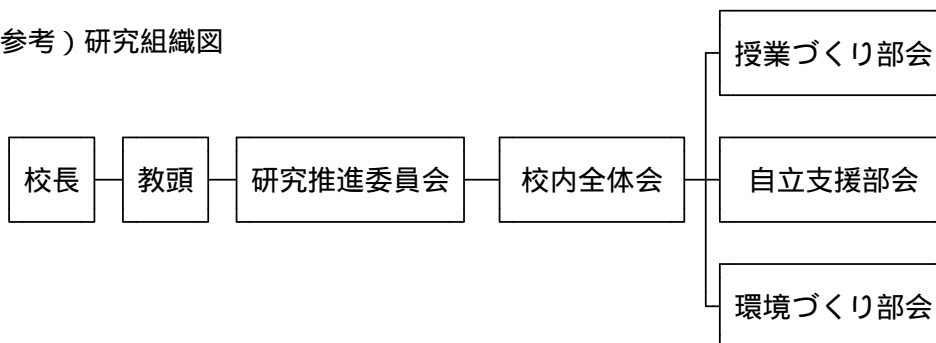 参考）研究組織図
授業づくり部会
校長
教頭
研究推進委員会
校内全体会
自立支援部会
環境づくり部会